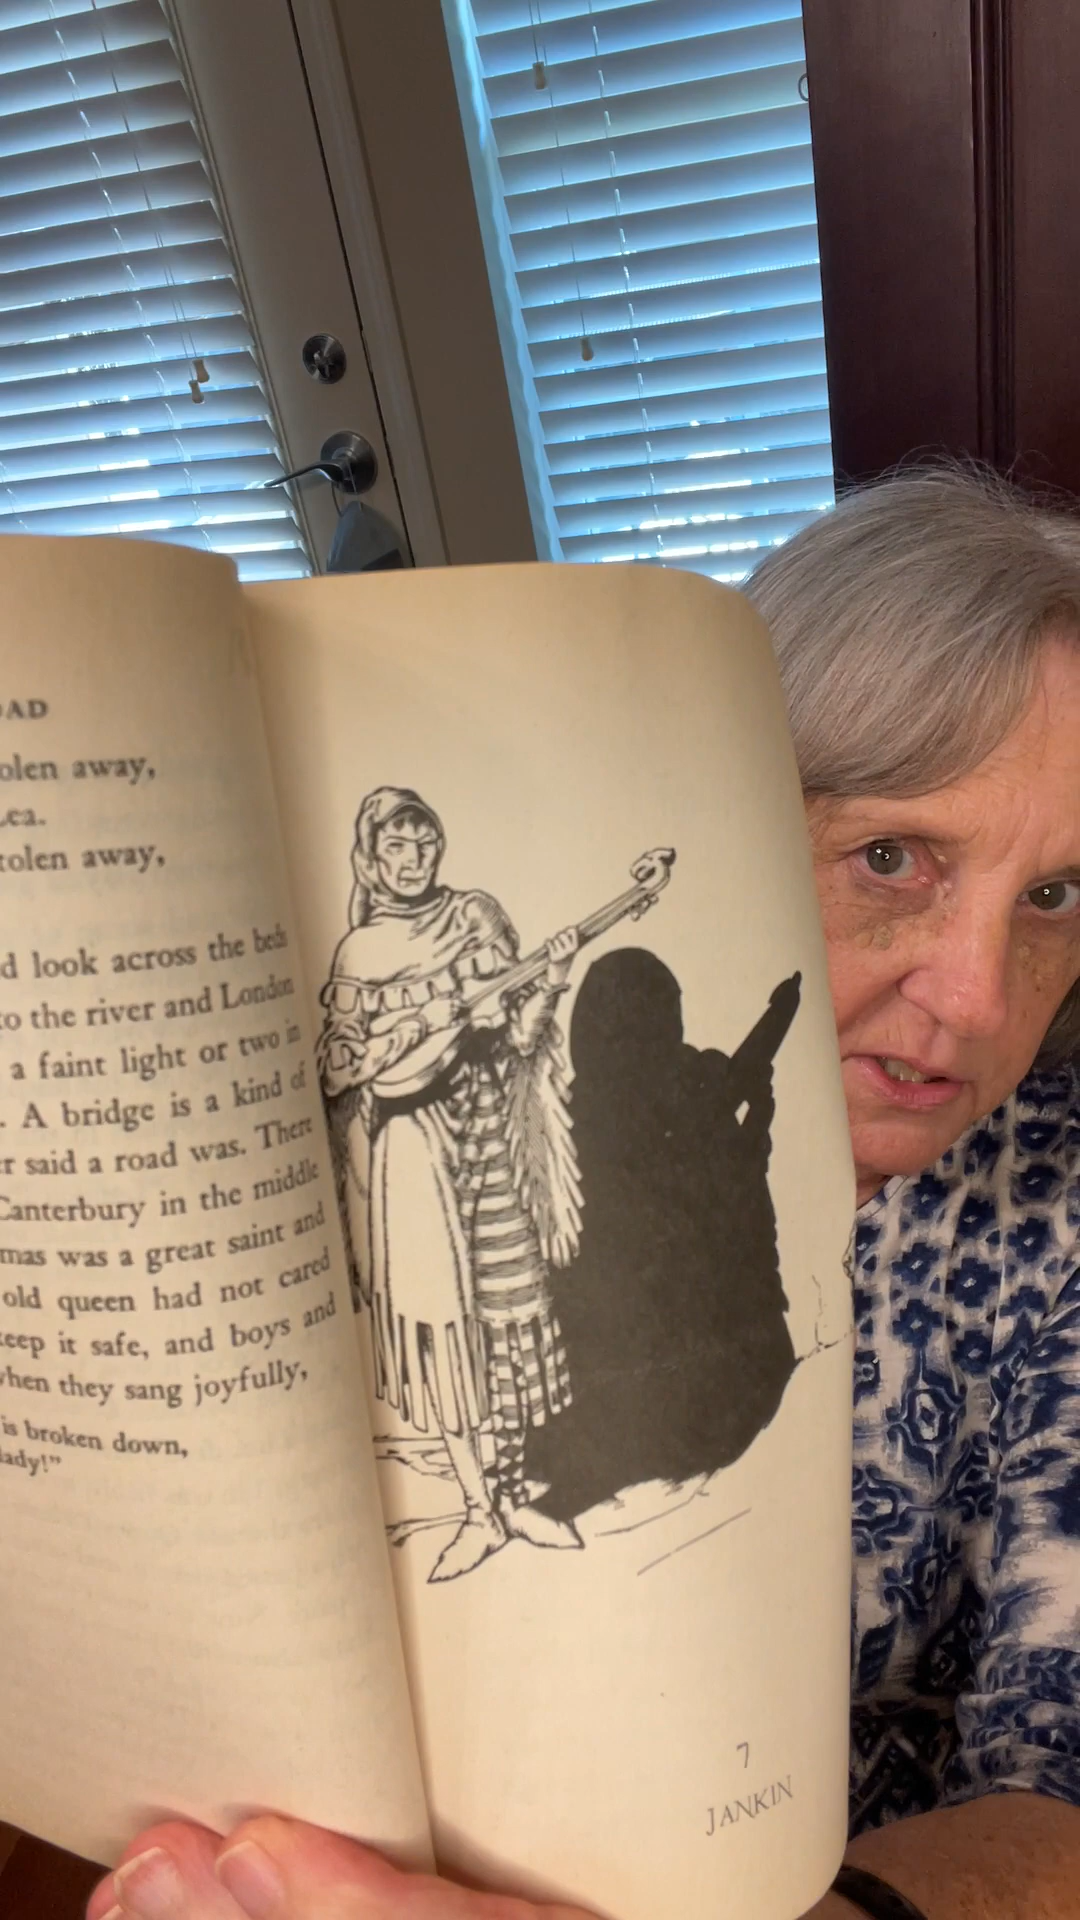 OAD
olen away,
Lea.
tolen away,
d look across the beds
to the river and London
a faint light or two in
. A bridge is a kind of
er said a road was. There
Canterbury in the middle
mas was a great saint and
old queen had not cared
keep it safe, and boys and
when they sang joyfully,
is broken down,
lady!”
7
JANKIN